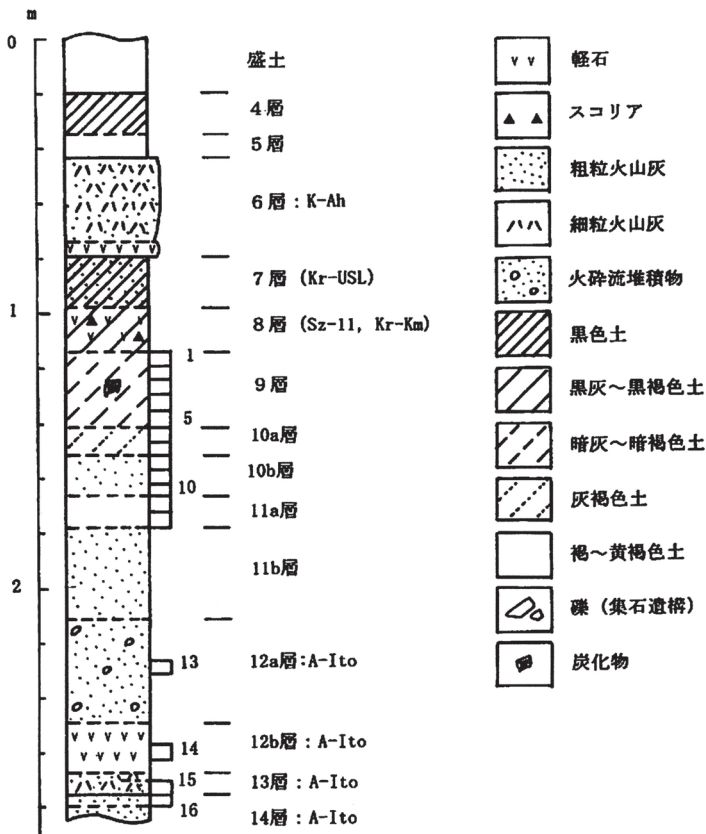 m
0
1
2
盛土
4層
5層
6層：K-Ah
7層 (Kr-USL)
8層 (Sz-11, Kr-Km)
9層
10a層
10b層
11a層
11b層
12a層：A-Ito
12b層：A-Ito
13層：A-Ito
14層：A-Ito
1
5
10
13
14
15
16
軽石
スコリア
粗粒火山灰
細粒火山灰
火砕流堆積物
黒色土
黒灰～黒褐色土
暗灰～暗褐色土
灰褐色土
褐～黄褐色土
礫（集石遺構）
炭化物